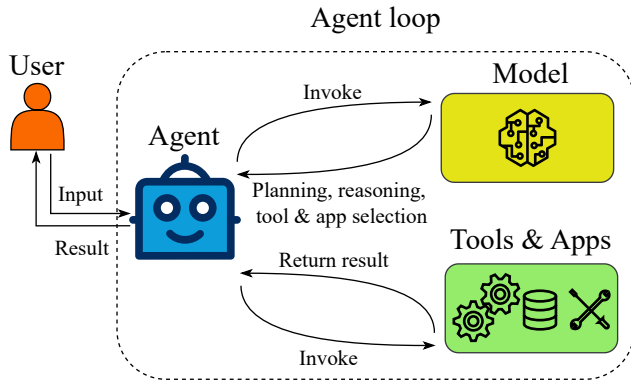 Agent loop
User
Model
Invoke
Agent
Input
Planning, reasoning,
tool & app selection
Result
Tools & Apps
Return result
Invoke